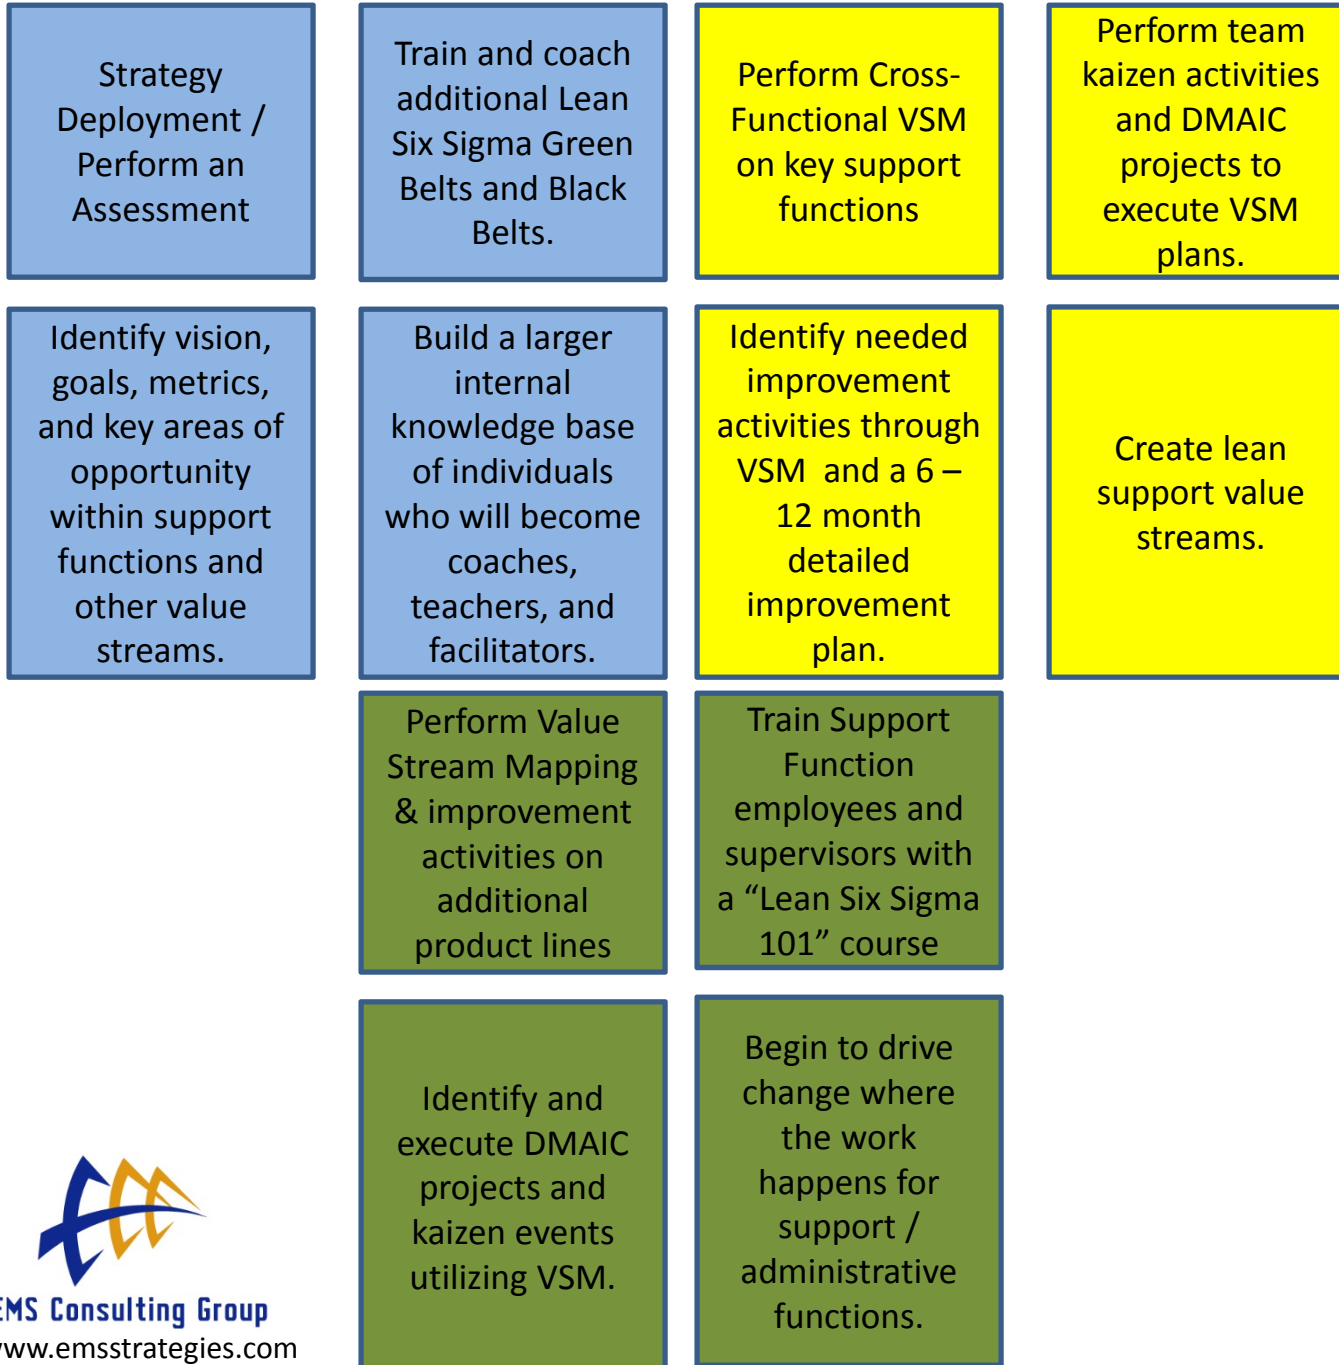 Strategy
Deployment /
Perform an
Assessment
Train and coach
additional Lean
Six Sigma Green
Belts and Black
Belts.
Perform Cross-
Functional VSM
on key support
functions
Perform team
kaizen activities
and DMAIC
projects to
execute VSM
plans.
Identify vision,
goals, metrics,
and key areas of
opportunity
within support
functions and
other value
streams.
Build a larger
internal
knowledge base
of individuals
who will become
coaches,
teachers, and
facilitators.
Identify needed
improvement
activities through
VSM and a 6 –
12 month
detailed
improvement
plan.
Create lean
support value
streams.
Perform Value
Stream Mapping
& improvement
activities on
additional
product lines
Train Support
Function
employees and
supervisors with
a “Lean Six Sigma
101” course
Identify and
execute DMAIC
projects and
kaizen events
utilizing VSM.
Begin to drive
change where
the work
happens for
support /
administrative
functions.
EMS Consulting Group
www.emsstrategies.com